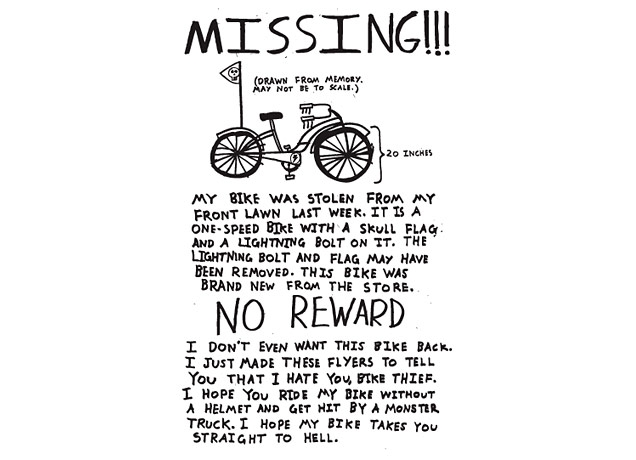 MISSING!!!
(DRAWN FROM MEMORY.
MAY NOT BE TO SCALE.)
20 INCHES
MY BIKE WAS STOLEN FROM MY
FRONT LAWN LAST WEEK. IT IS A
ONE-SPEED BIKE WITH A SKULL FLAG
AND A LIGHTNING BOLT ON IT. THE
LIGHTNING BOLT AND FLAG MAY HAVE
BEEN REMOVED. THIS BIKE WAS
BRAND NEW FROM THE STORE.
NO REWARD
I DON'T EVEN WANT THIS BIKE BACK.
I JUST MADE THESE FLYERS TO TELL
YOU THAT I HATE YOU, BIKE THIEF.
I HOPE YOU RIDE MY BIKE WITHOUT
A HELMET AND GET HIT BY A MONSTER
TRUCK. I HOPE MY BIKE TAKES YOU
STRAIGHT TO HELL.